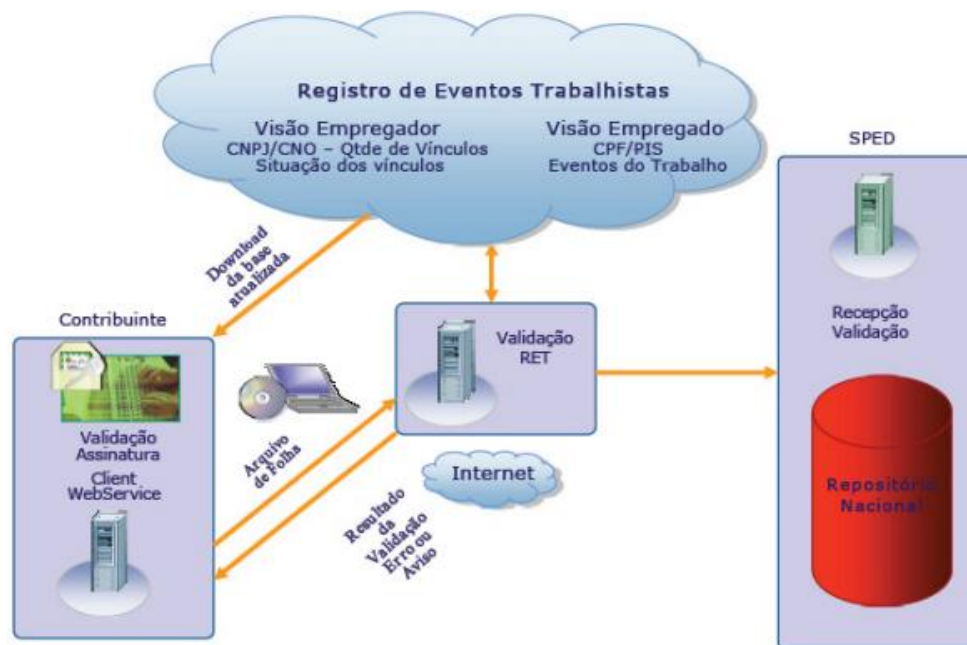 Registro de Eventos Trabalhistas
Visão Empregador
CNPJ/CNO – Qtde de Vínculos
Situação dos vínculos
Visão Empregado
CPF/PIS
Eventos do Trabalho
SPED
Download
da base
atualizada
Contribuinte
Validação
RET
Recepção
Validação
Validação
Assinatura
Client
WebService
Arquivo
de Folha
Internet
Resultado
da
Validação
Erro ou
Aviso
Repositório
Nacional